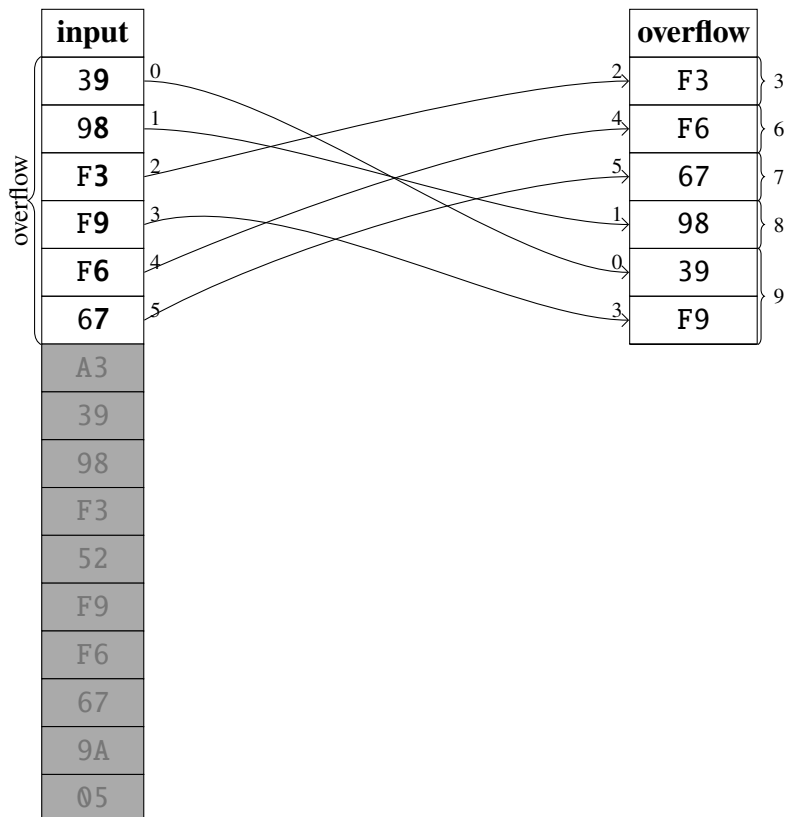 input overflow
39 0 2 F3 3
98 1 4 F6 6
F3 2 5 67 7
F9 3 1 98 8
F6 4 0 39
67 5 3 F9
9
overflow
A3
39
98
F3
52
F9
F6
67
9A
05